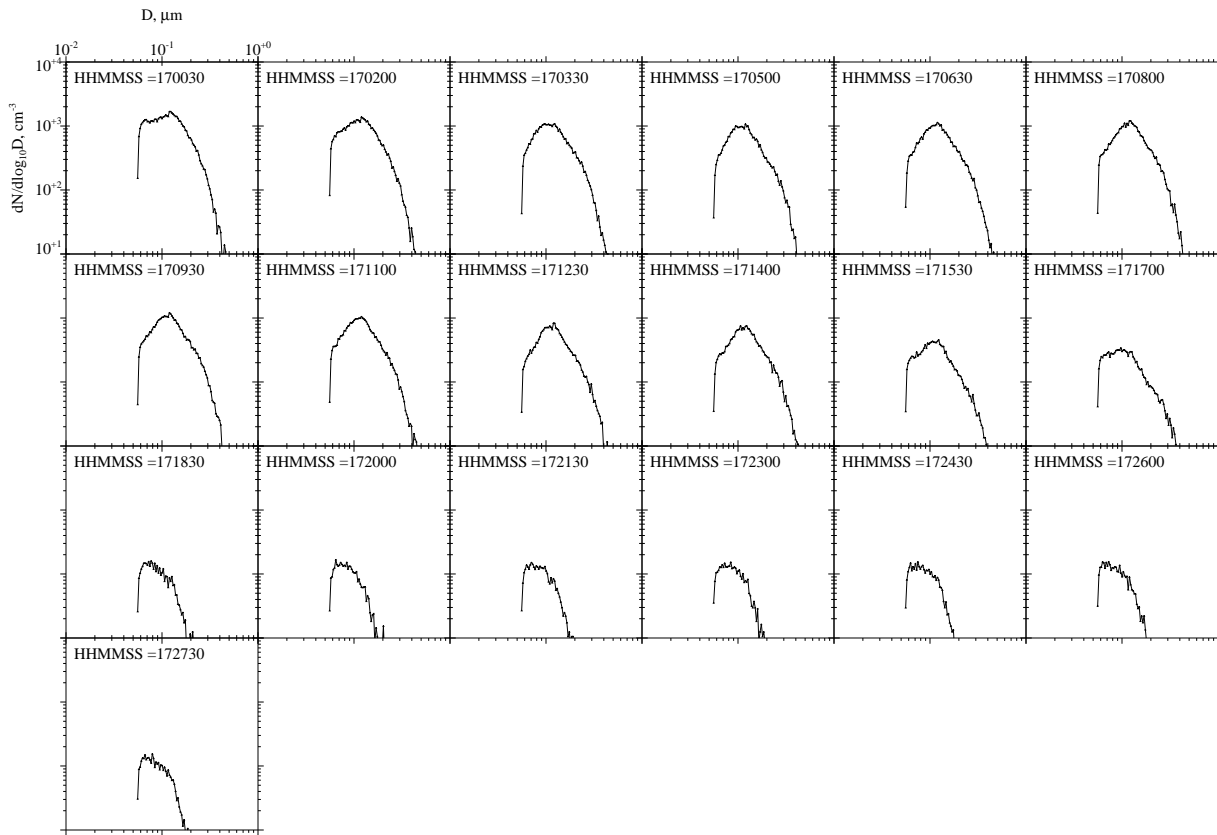 D, μm
10⁻² 10⁻¹ 10⁺⁰
10⁺⁴
10⁺³
10⁺²
10⁺¹
dN/dlog₁₀D, cm⁻³
HHMMSS =170030 HHMMSS =170200 HHMMSS =170330 HHMMSS =170500 HHMMSS =170630 HHMMSS =170800
HHMMSS =170930 HHMMSS =171100 HHMMSS =171230 HHMMSS =171400 HHMMSS =171530 HHMMSS =171700
HHMMSS =171830 HHMMSS =172000 HHMMSS =172130 HHMMSS =172300 HHMMSS =172430 HHMMSS =172600
HHMMSS =172730